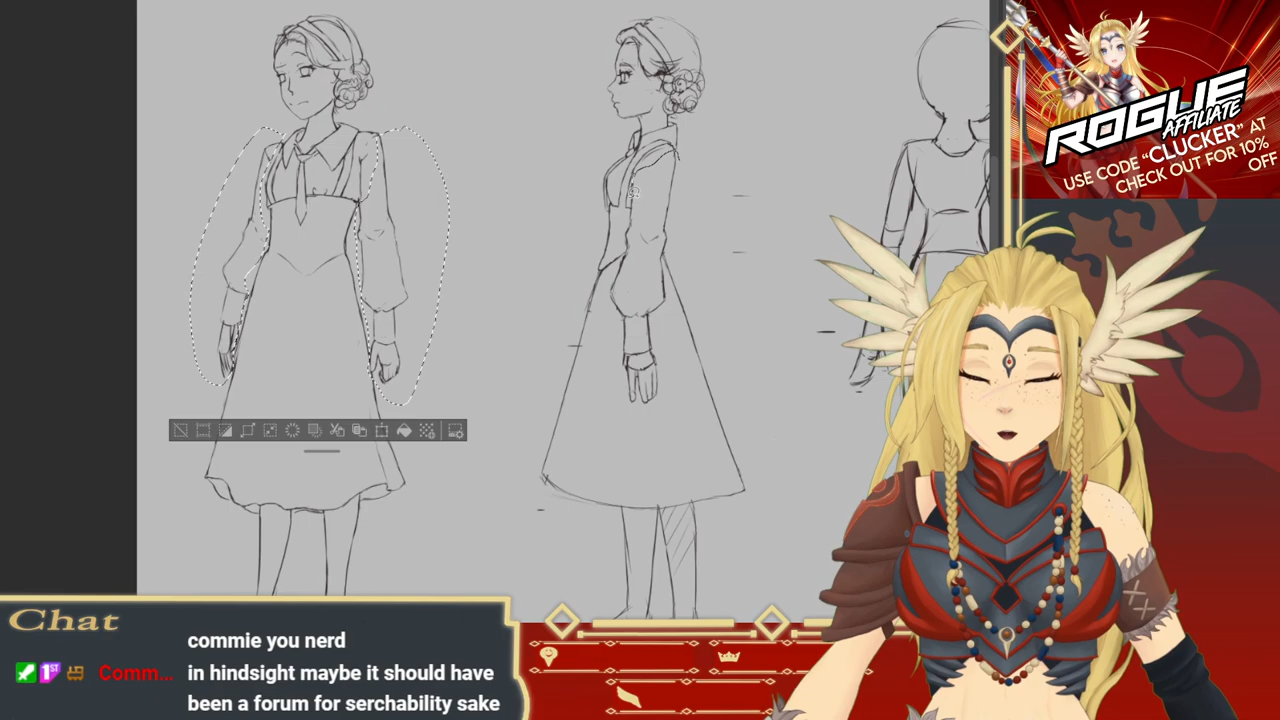 ROGUE
AFFILIATE
USE CODE "CLUCKER" AT
CHECK OUT FOR 10%
OFF
Chat
commie you nerd
1ST Comm... in hindsight maybe it should have
been a forum for serchability sake